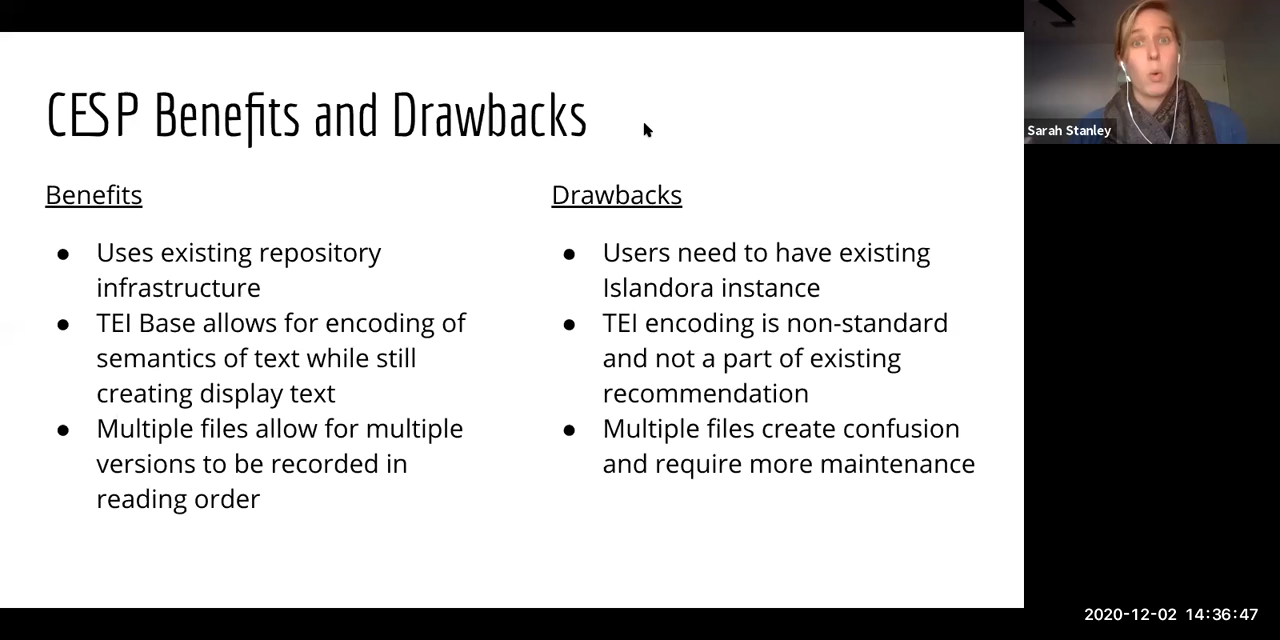 CESP Benefits and Drawbacks
Benefits
● Uses existing repository
infrastructure
● TEI Base allows for encoding of
semantics of text while still
creating display text
● Multiple files allow for multiple
versions to be recorded in
reading order
Drawbacks
● Users need to have existing
Islandora instance
● TEI encoding is non-standard
and not a part of existing
recommendation
● Multiple files create confusion
and require more maintenance
Sarah Stanley
2020-12-02 14:36:47